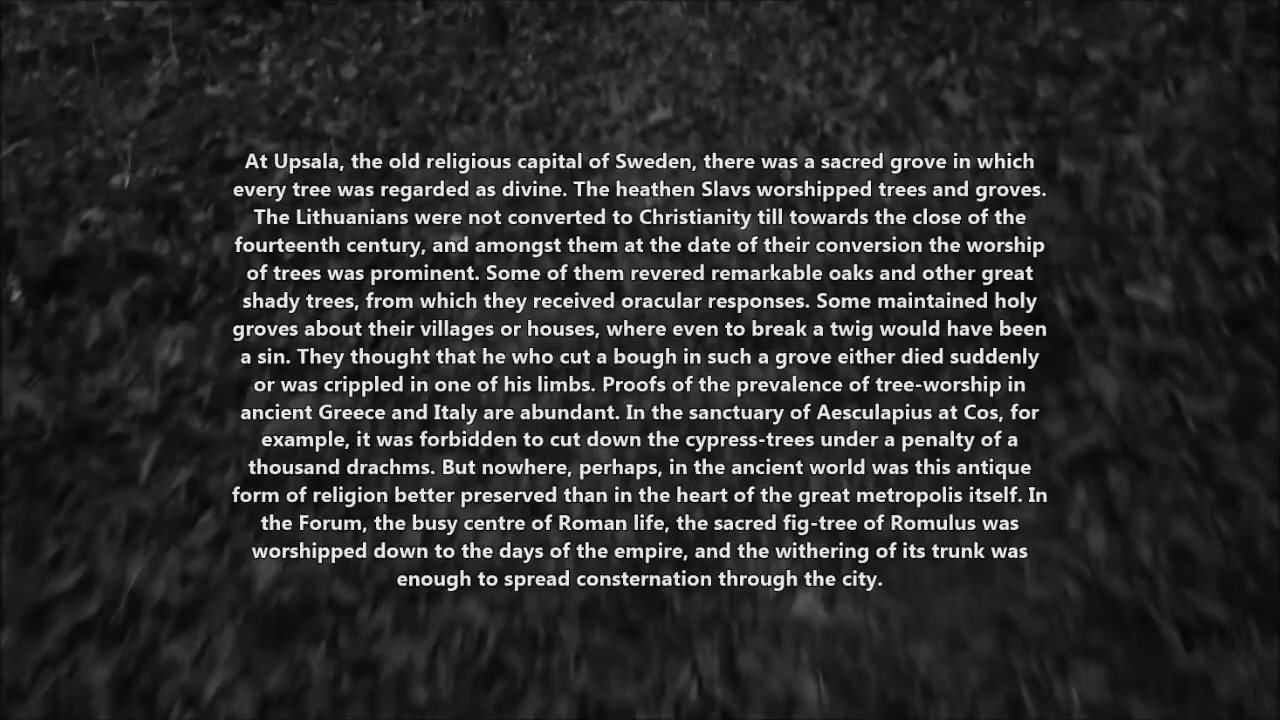 At Upsala, the old religious capital of Sweden, there was a sacred grove in which
every tree was regarded as divine. The heathen Slavs worshipped trees and groves.
The Lithuanians were not converted to Christianity till towards the close of the
fourteenth century, and amongst them at the date of their conversion the worship
of trees was prominent. Some of them revered remarkable oaks and other great
shady trees, from which they received oracular responses. Some maintained holy
groves about their villages or houses, where even to break a twig would have been
a sin. They thought that he who cut a bough in such a grove either died suddenly
or was crippled in one of his limbs. Proofs of the prevalence of tree-worship in
ancient Greece and Italy are abundant. In the sanctuary of Aesculapius at Cos, for
example, it was forbidden to cut down the cypress-trees under a penalty of a
thousand drachms. But nowhere, perhaps, in the ancient world was this antique
form of religion better preserved than in the heart of the great metropolis itself. In
the Forum, the busy centre of Roman life, the sacred fig-tree of Romulus was
worshipped down to the days of the empire, and the withering of its trunk was
enough to spread consternation through the city.